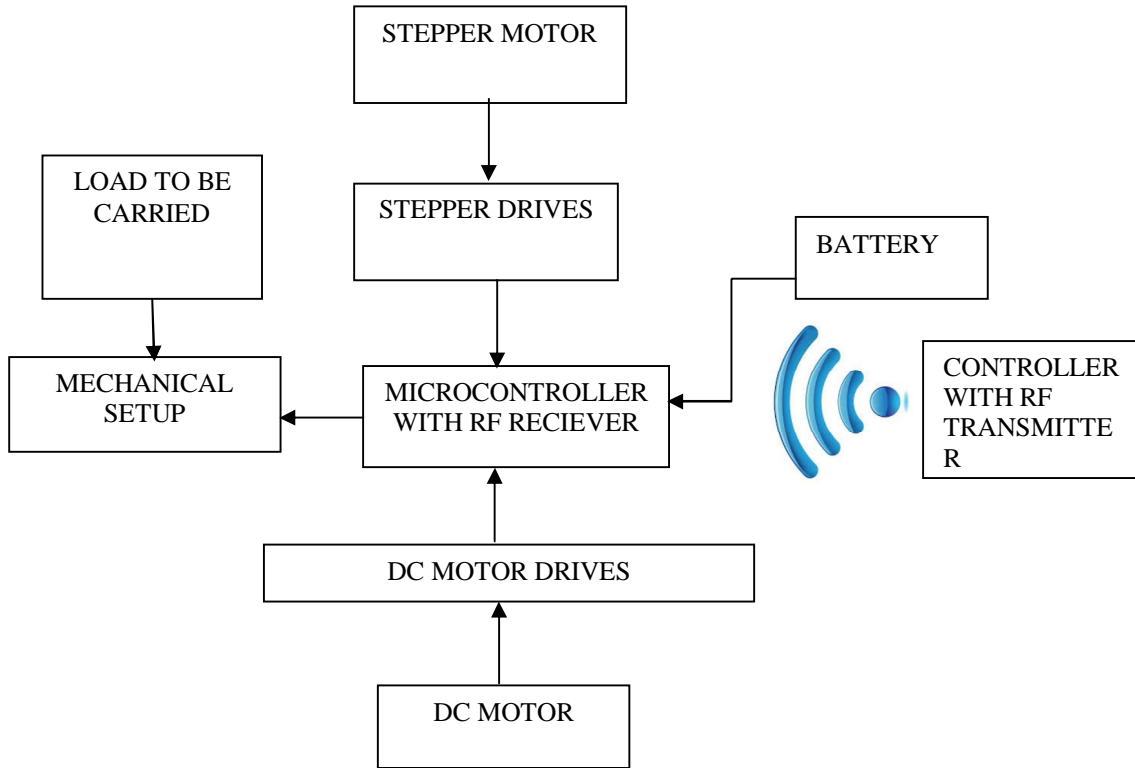 STEPPER MOTOR
LOAD TO BE
CARRIED
STEPPER DRIVES
BATTERY
MECHANICAL
SETUP
MICROCONTROLLER
WITH RF RECIEVER
CONTROLLER
WITH RF
TRANSMITTE
R
DC MOTOR DRIVES
DC MOTOR